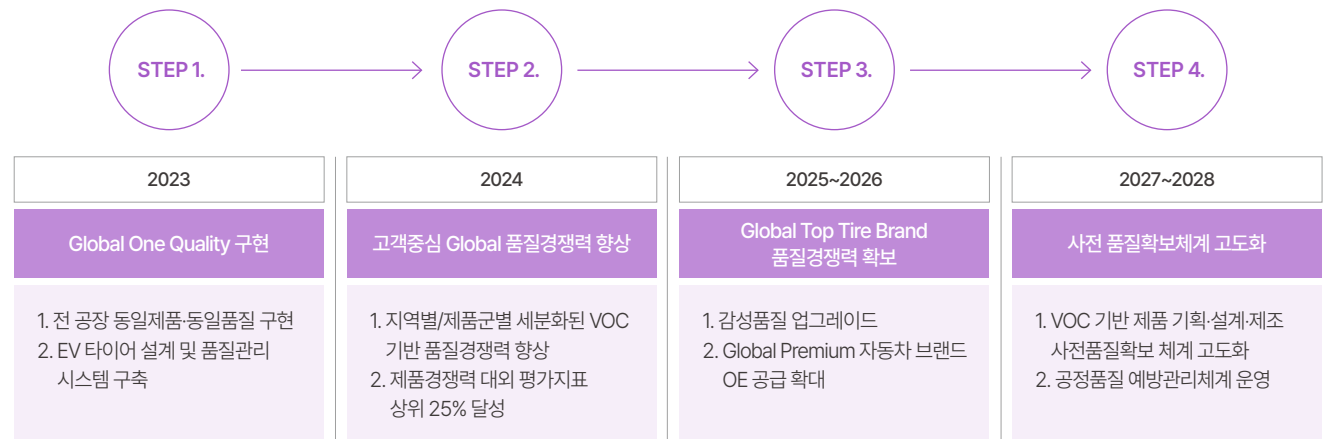 STEP 1.
STEP 2.
STEP 3.
STEP 4.
2023
Global One Quality 구현
1. 전 공장 동일제품·동일품질 구현
2. EV 타이어 설계 및 품질관리
시스템 구축
2024
고객중심 Global 품질경쟁력 향상
1. 지역별/제품군별 세분화된 VOC
기반 품질경쟁력 향상
2. 제품경쟁력 대외 평가지표
상위 25% 달성
2025~2026
Global Top Tire Brand
품질경쟁력 확보
1. 감성품질 업그레이드
2. Global Premium 자동차 브랜드
OE 공급 확대
2027~2028
사전 품질확보체계 고도화
1. VOC 기반 제품 기획·설계·제조
사전품질확보 체계 고도화
2. 공정품질 예방관리체계 운영